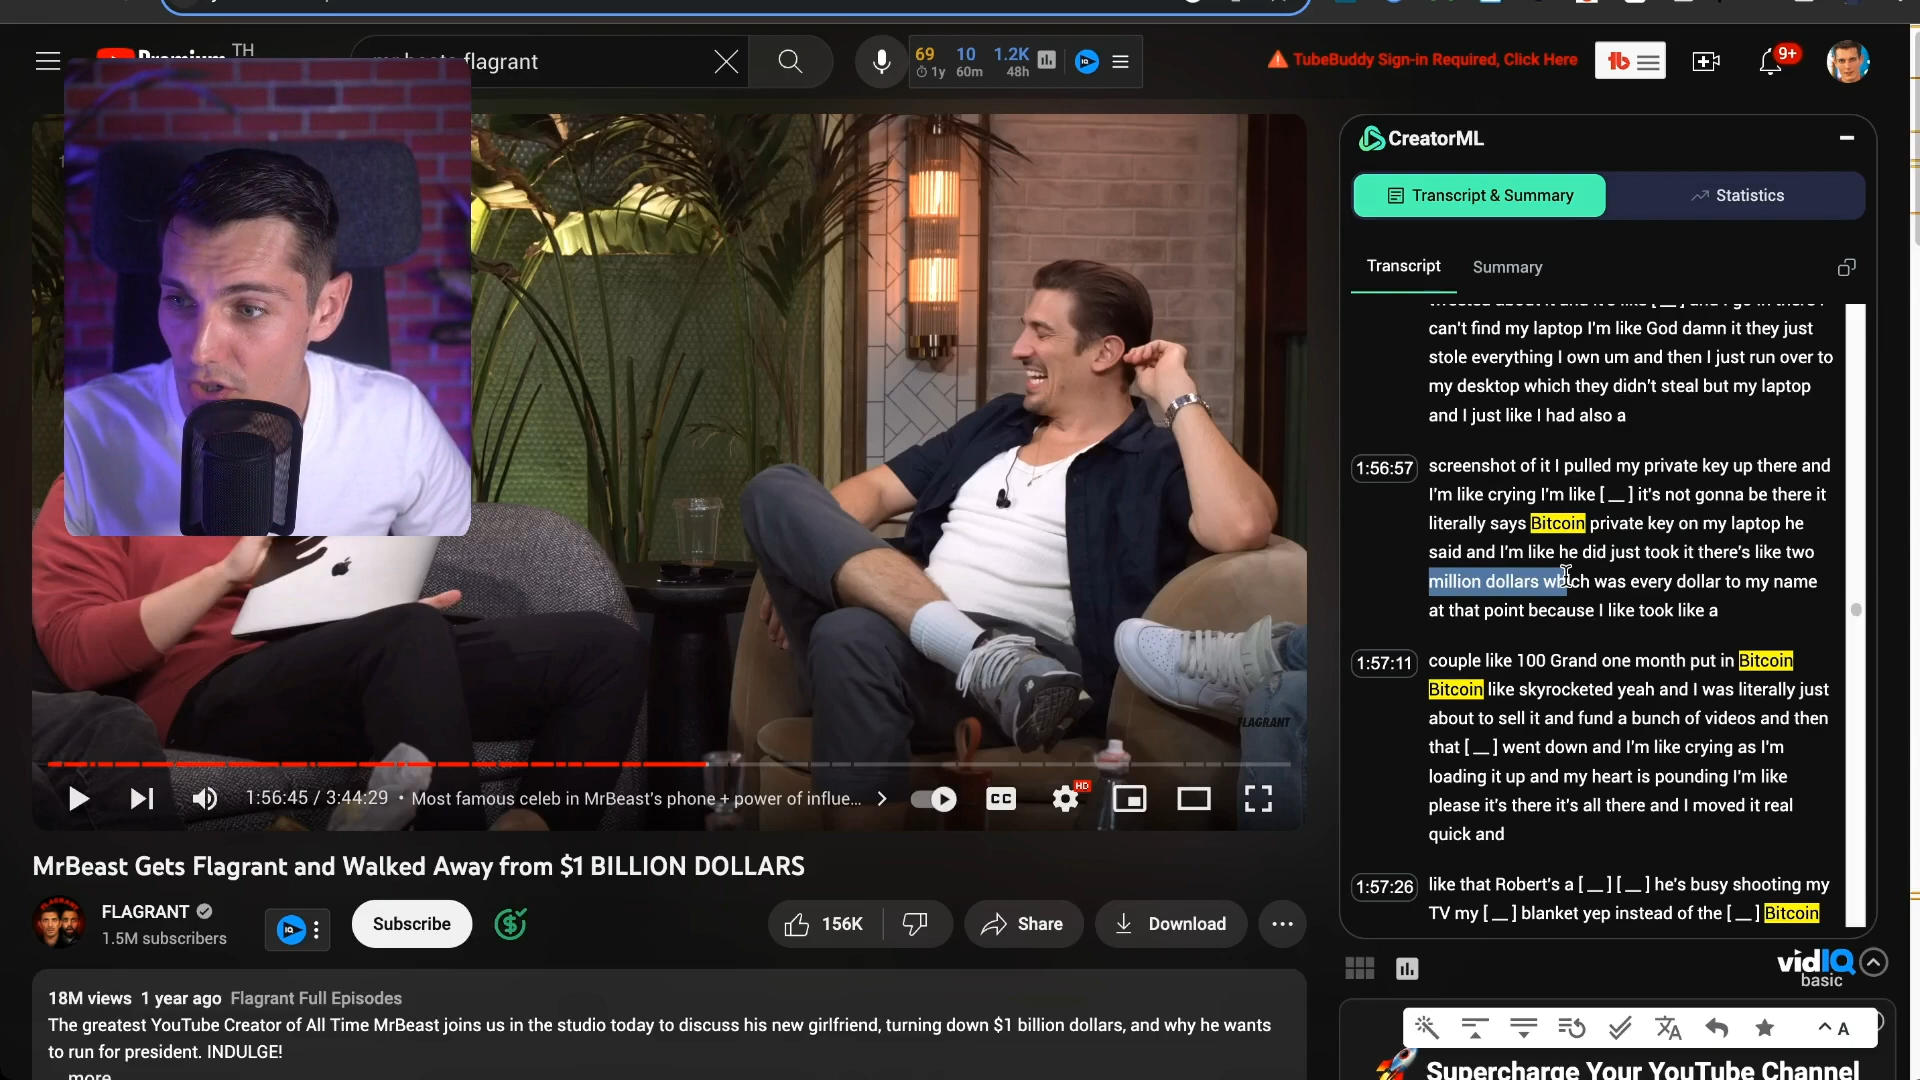 Premium TH
flagrant
69 10 1.2K
1y 60m 48h
TubeBuddy Sign-in Required, Click Here
9+
CreatorML
Transcript & Summary
Statistics
Transcript
Summary
can't find my laptop I'm like God damn it they just
stole everything I own um and then I just run over to
my desktop which they didn't steal but my laptop
and I just like I had also a
1:56:57
screenshot of it I pulled my private key up there and
I'm like crying I'm like [ __ ] it's not gonna be there it
literally says Bitcoin private key on my laptop he
said and I'm like he did just took it there's like two
million dollars which was every dollar to my name
at that point because I like took like a
1:57:11
couple like 100 Grand one month put in Bitcoin
Bitcoin like skyrocketed yeah and I was literally just
about to sell it and fund a bunch of videos and then
that [ __ ] went down and I'm like crying as I'm
loading it up and my heart is pounding I'm like
please it's there it's all there and I moved it real
quick and
1:57:26
like that Robert's a [ __ ] [ __ ] he's busy shooting my
TV my [ __ ] blanket yep instead of the [ __ ] Bitcoin
FLAGRANT
1:56:45 / 3:44:29 • Most famous celeb in MrBeast's phone + power of influe...
CC
HD
MrBeast Gets Flagrant and Walked Away from $1 BILLION DOLLARS
FLAGRANT
1.5M subscribers
IQ
Subscribe
156K
Share
Download
18M views 1 year ago Flagrant Full Episodes
The greatest YouTube Creator of All Time MrBeast joins us in the studio today to discuss his new girlfriend, turning down $1 billion dollars, and why he wants
to run for president. INDULGE!
...more
vidIQ
basic
A
Supercharge Your YouTube Channel